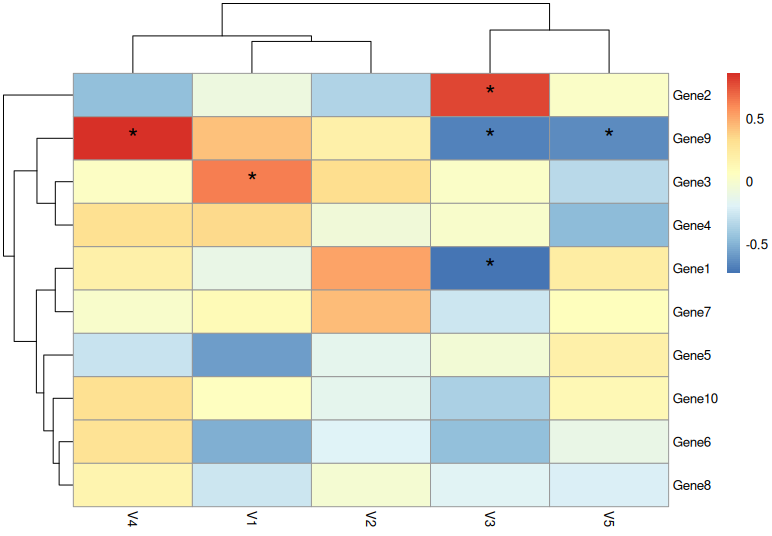 * Gene2
* * * Gene9
* Gene3
Gene4
* Gene1
Gene7
Gene5
Gene10
Gene6
Gene8
V4 V1 V2 V3 V5
0.5
0
-0.5